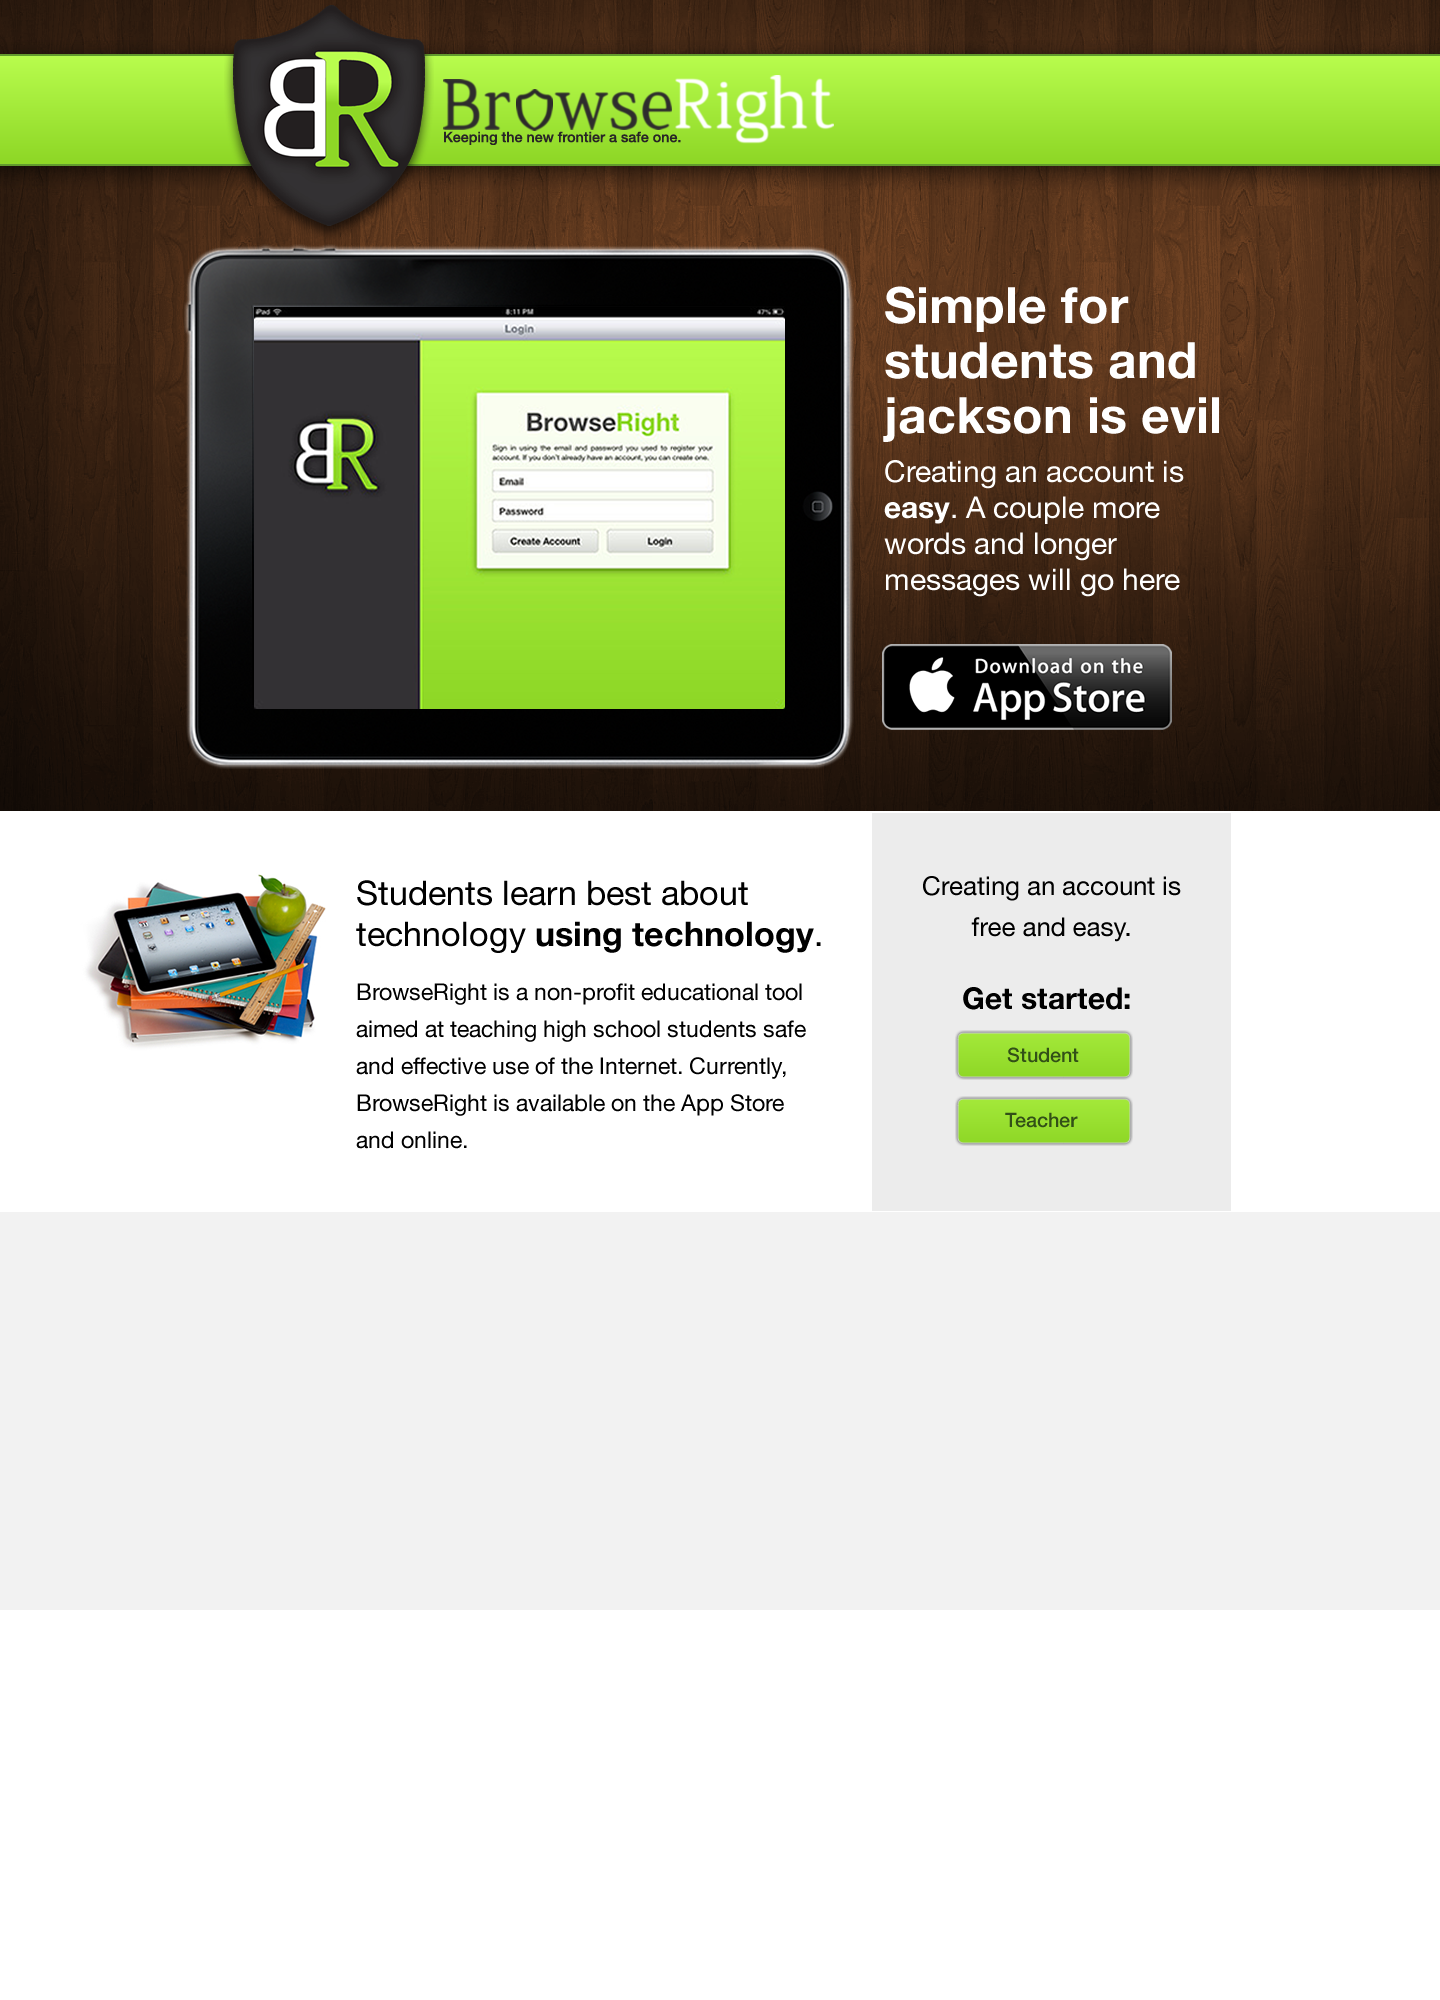 BR
BrowseRight
Keeping the new frontier a safe one.
iPad
8:11 PM
47%
Login
BR
BrowseRight
Sign in using the email and password you used to register your
account. If you don't already have an account, you can create one.
Email
Password
Create Account
Login
Simple for
students and
jackson is evil
Creating an account is
easy. A couple more
words and longer
messages will go here
Download on the
App Store
Students learn best about
technology using technology.
BrowseRight is a non-profit educational tool
aimed at teaching high school students safe
and effective use of the Internet. Currently,
BrowseRight is available on the App Store
and online.
Creating an account is
free and easy.
Get started:
Student
Teacher